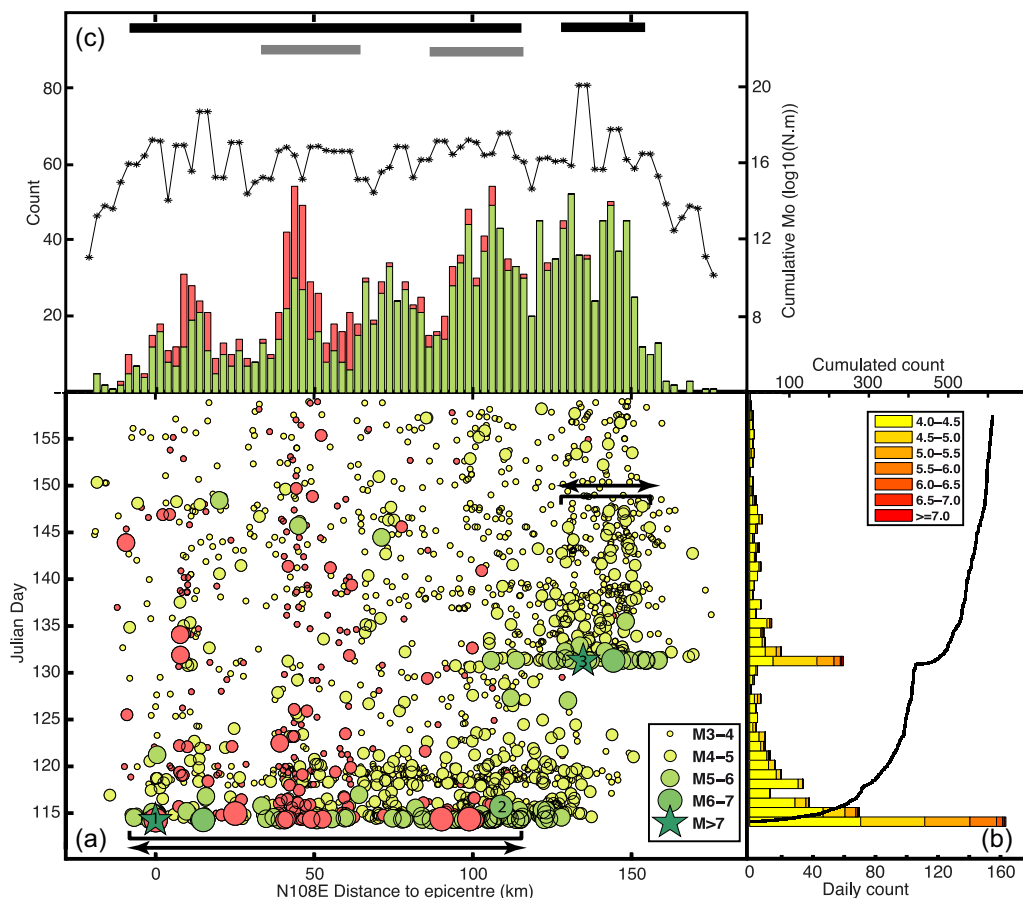 (c)
80
60
40
20
Count
20
16
12
8
Cumulative Mo (log10(N.m))
Cumulated count
100 300 500
155
150
145
140
135
130
125
120
115
Julian Day
4.0–4.5
4.5–5.0
5.0–5.5
5.5–6.0
6.0–6.5
6.5–7.0
>=7.0
3
M3–4
M4–5
M5–6
M6–7
M>7
1
2
(a)
(b)
0 50 100 150
N108E Distance to epicentre (km)
0 40 80 120 160
Daily count